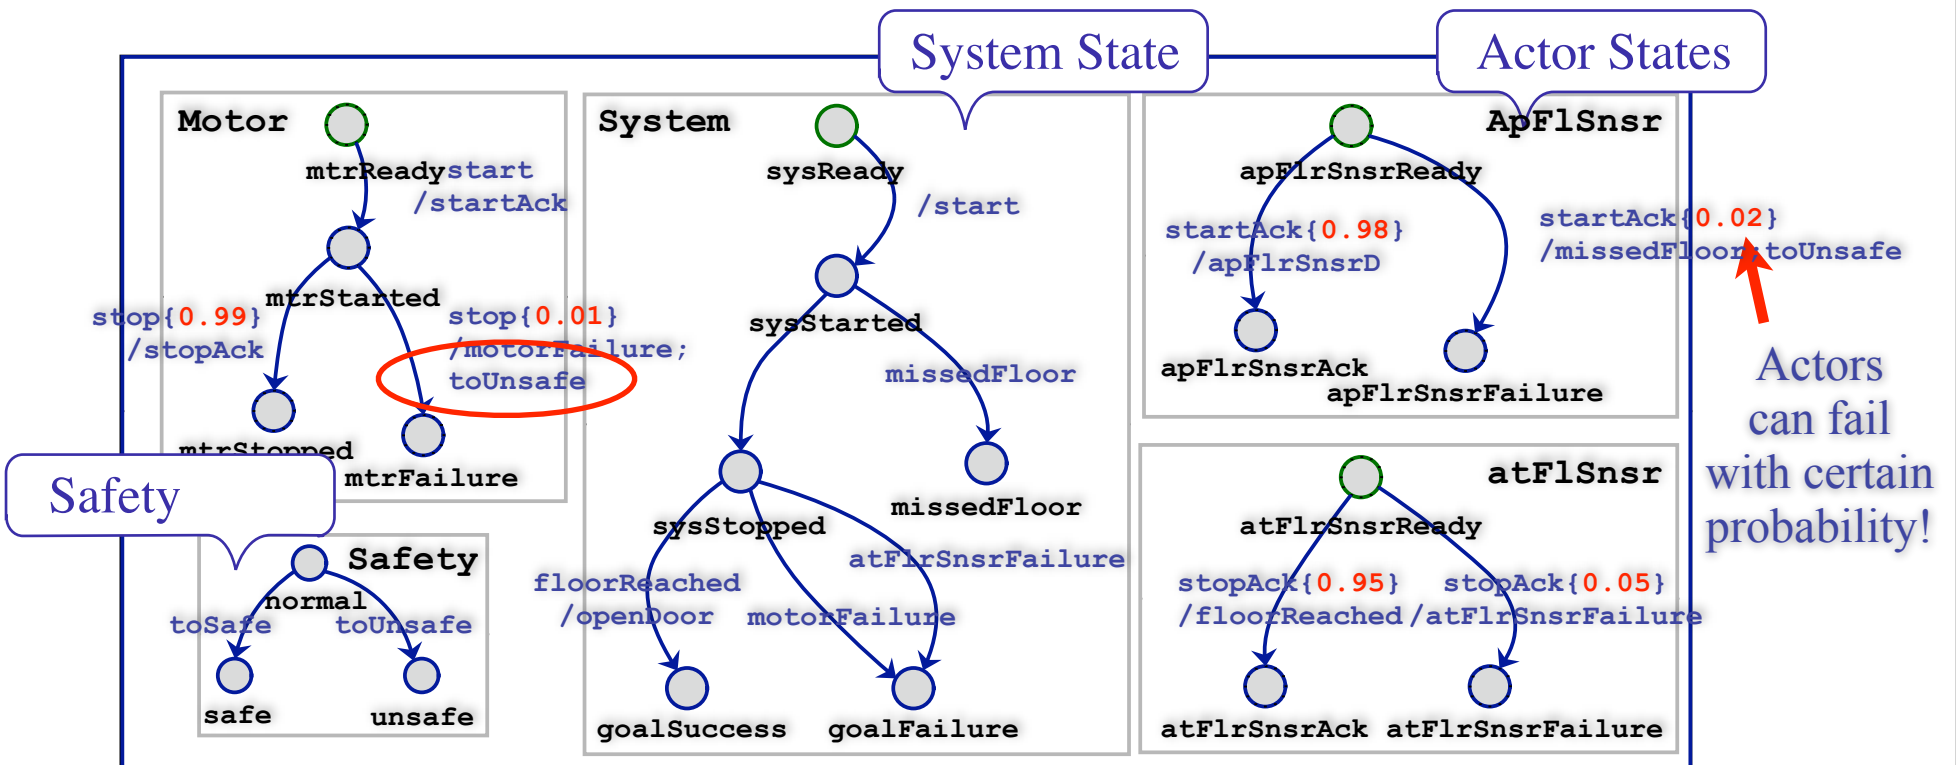 System State
Actor States
Motor
mtrReady
start
/startAck
mtrStarted
stop{0.99}
/stopAck
stop{0.01}
/motorFailure;
toUnsafe
mtrStopped
mtrFailure
Safety
Safety
normal
toSafe
toUnsafe
safe
unsafe
System
sysReady
/start
sysStarted
missedFloor
missedFloor
sysStopped
floorReached
/openDoor
motorFailure
atFlrSnsrFailure
goalSuccess
goalFailure
ApFlSnsr
apFlrSnsrReady
startAck{0.98}
/apFlrSnsrD
startAck{0.02}
/missedFloor;toUnsafe
apFlrSnsrAck
apFlrSnsrFailure
atFlSnsr
atFlrSnsrReady
stopAck{0.95}
/floorReached
stopAck{0.05}
/atFlrSnsrFailure
atFlrSnsrAck
atFlrSnsrFailure
Actors
can fail
with certain
probability!